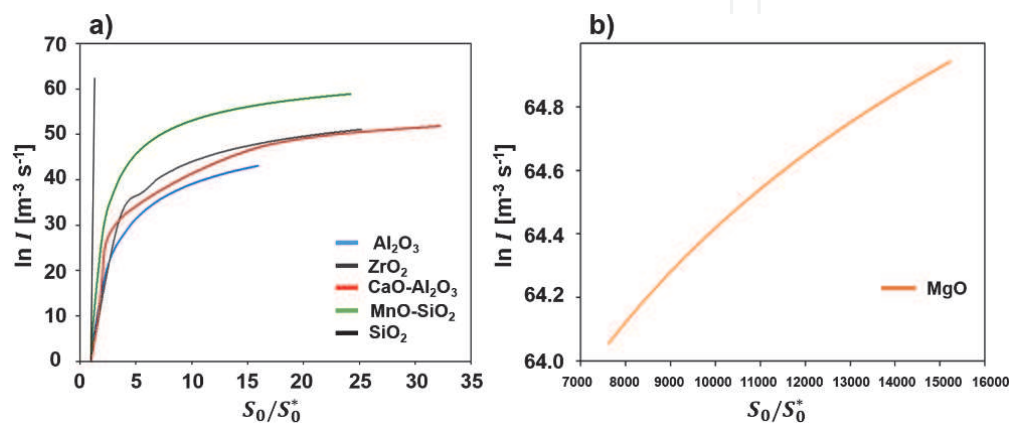 a)
70
60
50
40
30
20
10
0
ln I [m⁻³ s⁻¹]
0 5 10 15 20 25 30 35
S₀/S₀*
Al₂O₃
ZrO₂
CaO-Al₂O₃
MnO-SiO₂
SiO₂
b)
64.8
64.6
64.4
64.2
64.0
ln I [m⁻³ s⁻¹]
7000 8000 9000 10000 11000 12000 13000 14000 15000 16000
S₀/S₀*
MgO